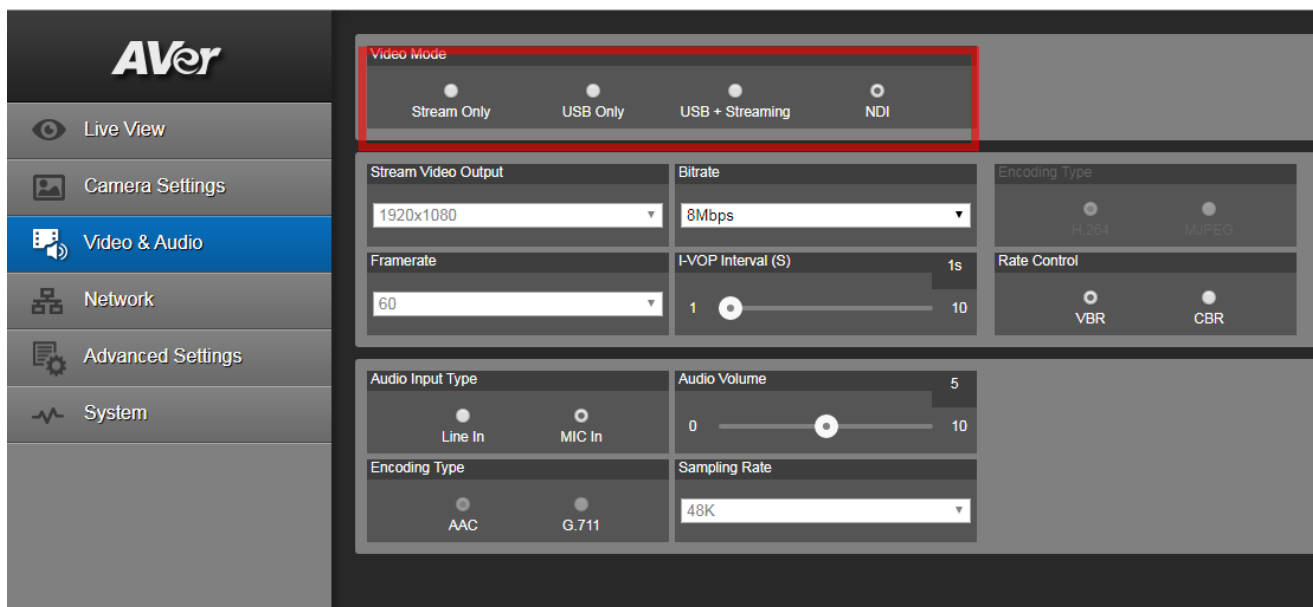 AVer
Live View
Camera Settings
Video & Audio
Network
Advanced Settings
System
Video Mode
Stream Only USB Only USB + Streaming NDI
Stream Video Output Bitrate Encoding Type
1920x1080 8Mbps H.264 MJPEG
Framerate I-VOP Interval (S) 1s Rate Control
60 1 10 VBR CBR
Audio Input Type Audio Volume 5
Line In MIC In 0 10
Encoding Type Sampling Rate
AAC G.711 48K